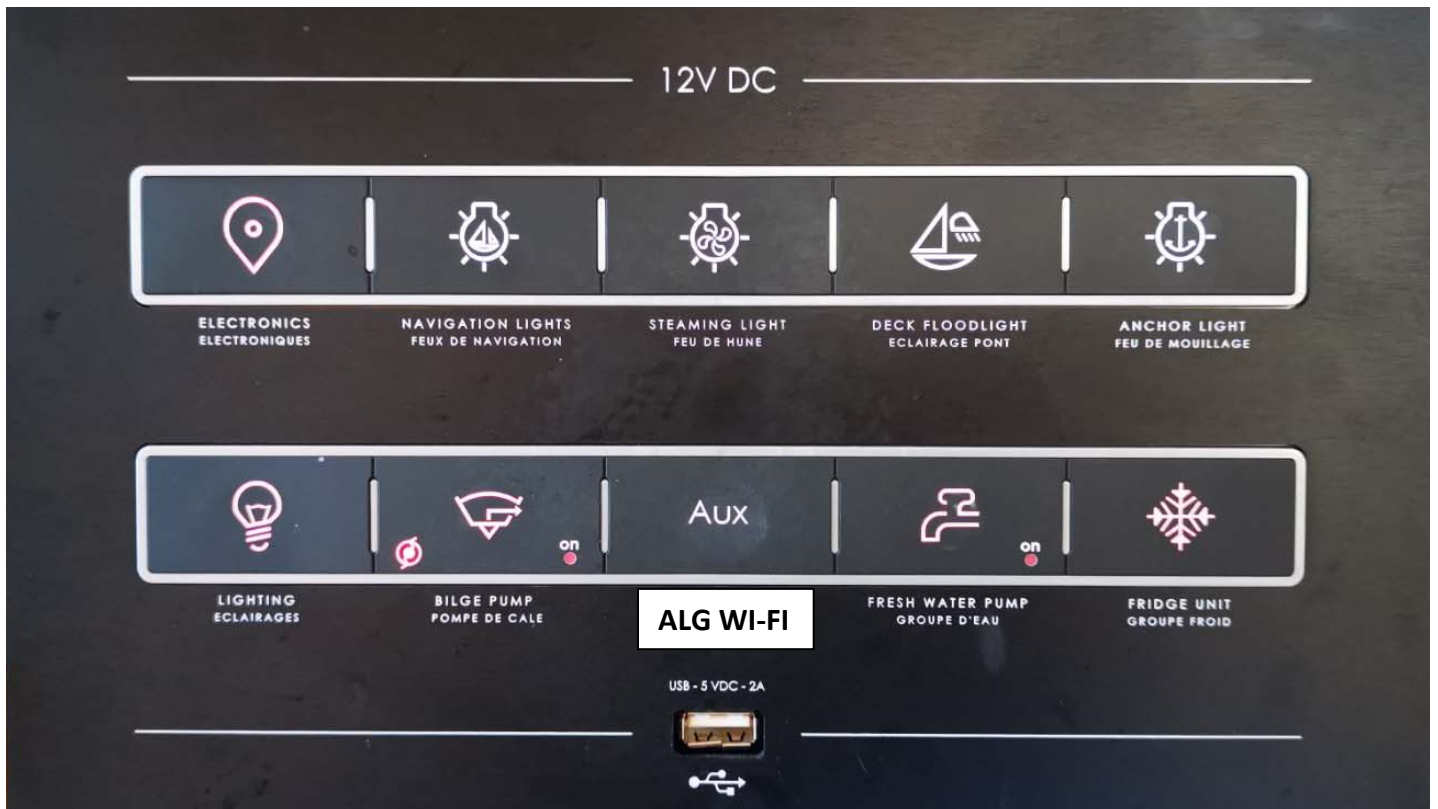 12V DC
ELECTRONICS
ELECTRONIQUES
NAVIGATION LIGHTS
FEUX DE NAVIGATION
STEAMING LIGHT
FEU DE HUNE
DECK FLOODLIGHT
ECLAIRAGE PONT
ANCHOR LIGHT
FEU DE MOUILLAGE
on
AUX
on
LIGHTING
ECLAIRAGES
BILGE PUMP
POMPE DE CALE
ALG WI-FI
FRESH WATER PUMP
GROUPE D'EAU
FRIDGE UNIT
GROUPE FROID
USB - 5 VDC - 2A